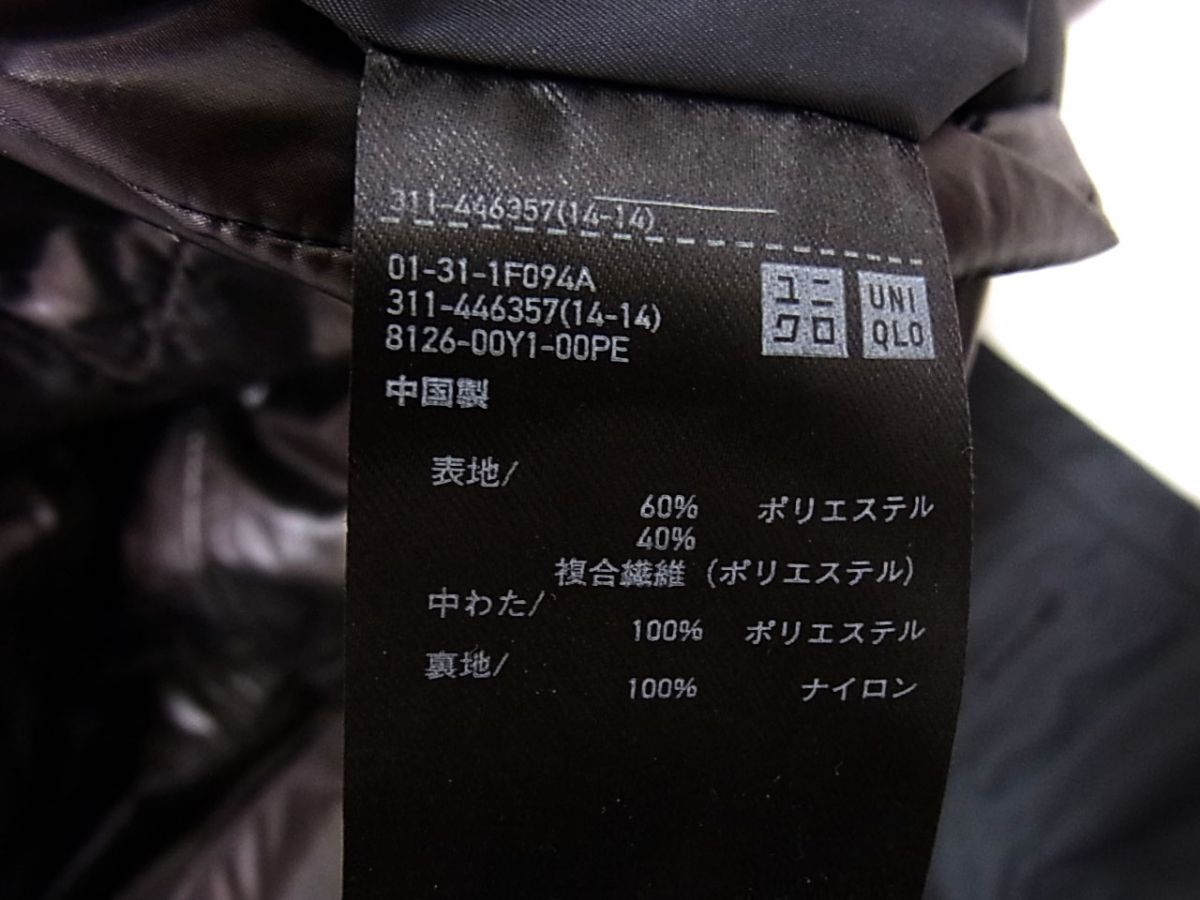 311-446357(14-14)
01-31-1F094A
311-446357(14-14)
8126-00Y1-00PE
ユニ
クロ
UNI
QLO
中国製
表地/
60% ポリエステル
40%
複合繊維 (ポリエステル)
中わた/
100% ポリエステル
裏地/
100% ナイロン